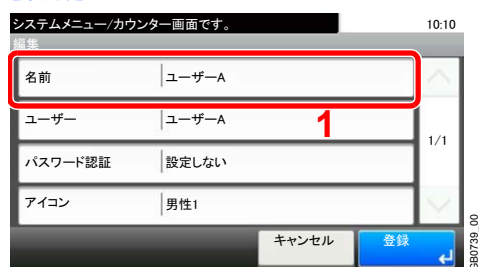 システムメニュー/カウンター画面です。 10:10
編集
名前 ユーザーA
ユーザー ユーザーA
1
1/1
パスワード認証 設定しない
アイコン 男性1
キャンセル 登録
GB0739_00